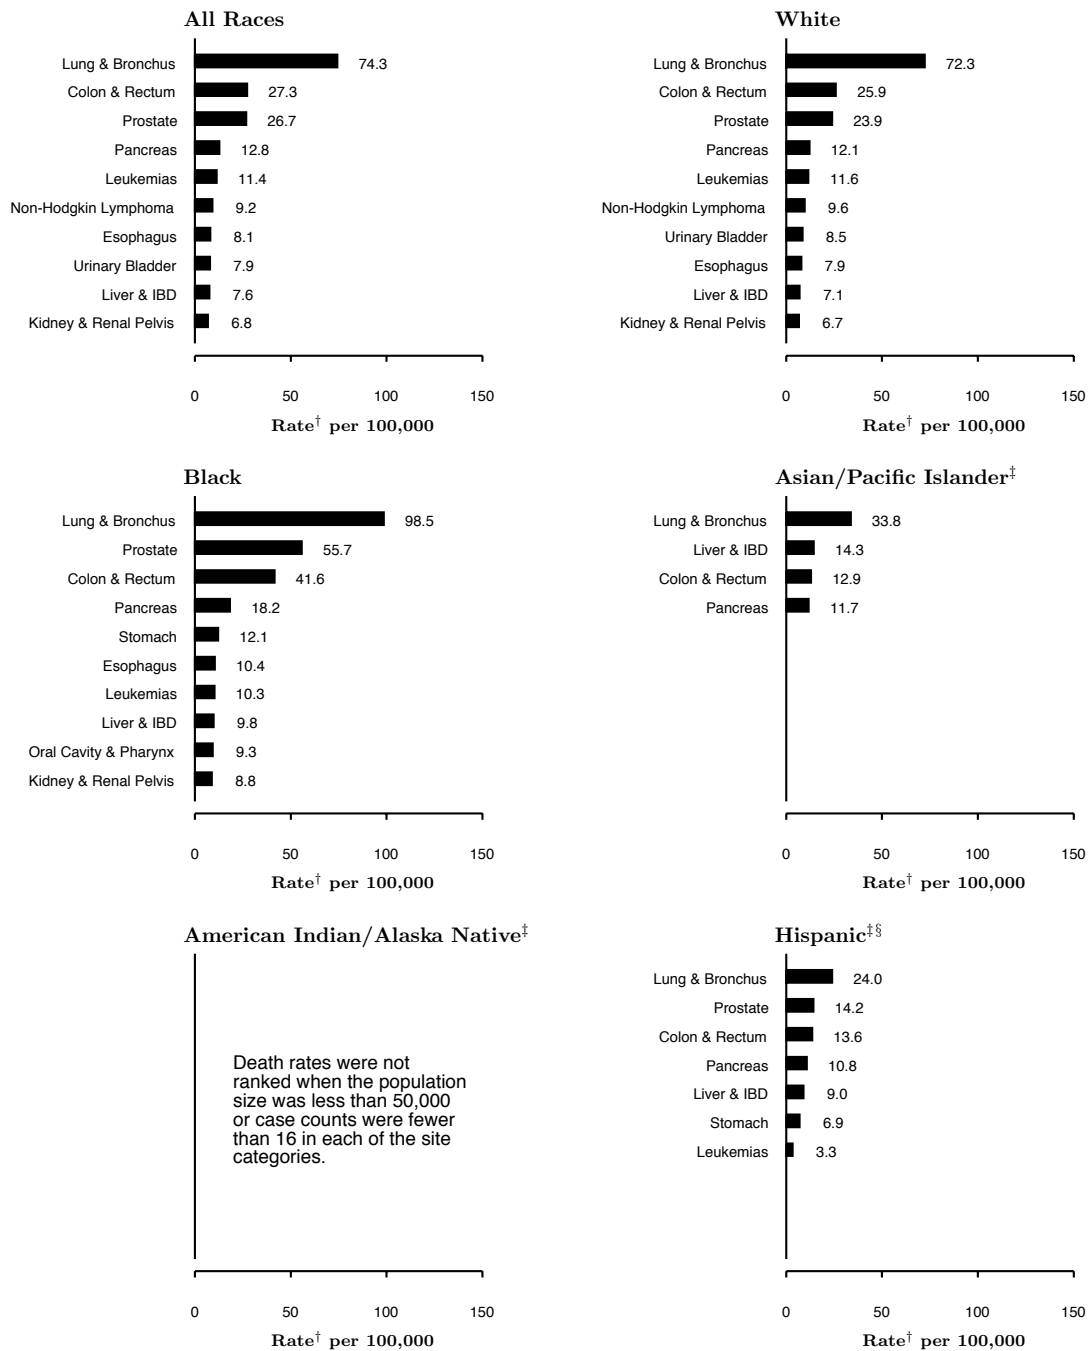 All Races
Lung & Bronchus 74.3
Colon & Rectum 27.3
Prostate 26.7
Pancreas 12.8
Leukemias 11.4
Non-Hodgkin Lymphoma 9.2
Esophagus 8.1
Urinary Bladder 7.9
Liver & IBD 7.6
Kidney & Renal Pelvis 6.8
0 50 100 150
Rate† per 100,000
White
Lung & Bronchus 72.3
Colon & Rectum 25.9
Prostate 23.9
Pancreas 12.1
Leukemias 11.6
Non-Hodgkin Lymphoma 9.6
Urinary Bladder 8.5
Esophagus 7.9
Liver & IBD 7.1
Kidney & Renal Pelvis 6.7
0 50 100 150
Rate† per 100,000
Black
Lung & Bronchus 98.5
Prostate 55.7
Colon & Rectum 41.6
Pancreas 18.2
Stomach 12.1
Esophagus 10.4
Leukemias 10.3
Liver & IBD 9.8
Oral Cavity & Pharynx 9.3
Kidney & Renal Pelvis 8.8
0 50 100 150
Rate† per 100,000
Asian/Pacific Islander‡
Lung & Bronchus 33.8
Liver & IBD 14.3
Colon & Rectum 12.9
Pancreas 11.7
0 50 100 150
Rate† per 100,000
American Indian/Alaska Native‡
Death rates were not
ranked when the population
size was less than 50,000
or case counts were fewer
than 16 in each of the site
categories.
0 50 100 150
Rate† per 100,000
Hispanic‡§
Lung & Bronchus 24.0
Prostate 14.2
Colon & Rectum 13.6
Pancreas 10.8
Liver & IBD 9.0
Stomach 6.9
Leukemias 3.3
0 50 100 150
Rate† per 100,000